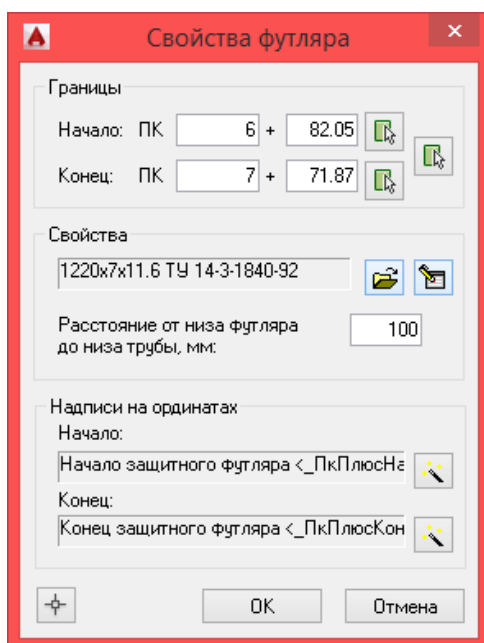 Свойства футляра
Границы
Начало: ПК 6 + 82.05
Конец: ПК 7 + 71.87
Свойства
1220x7x11.6 ТУ 14-3-1840-92
Расстояние от низа футляра
до низа трубы, мм:
100
Надписи на ординатах
Начало:
Начало защитного футляра <_ПкПлюсНа
Конец:
Конец защитного футляра <_ПкПлюсКон
OK
Отмена